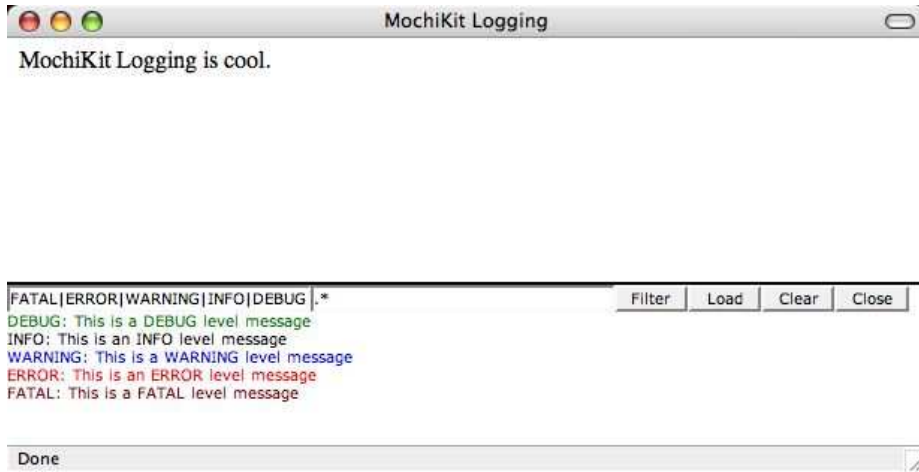 MochiKit Logging
MochiKit Logging is cool.
FATAL|ERROR|WARNING|INFO|DEBUG .* Filter Load Clear Close
DEBUG: This is a DEBUG level message
INFO: This is an INFO level message
WARNING: This is a WARNING level message
ERROR: This is an ERROR level message
FATAL: This is a FATAL level message
Done